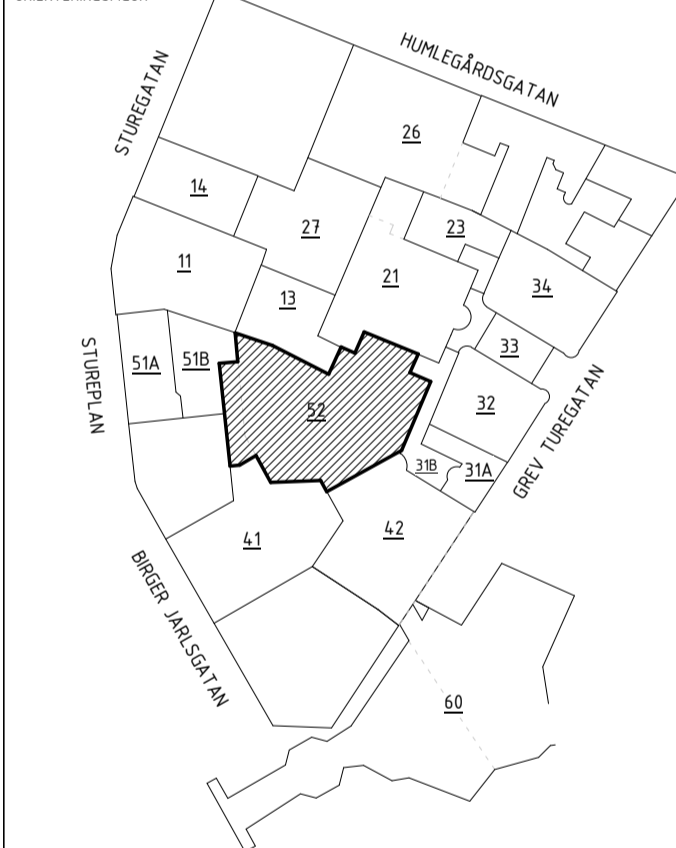 HUMLEGÅRDSGATAN
STUREGATAN
26
14
27
23
11
21
34
13
33
STUREPLAN
51A
51B
52
32
GREV TUREGATAN
31B
31A
41
42
BIRGER JARLSGATAN
60